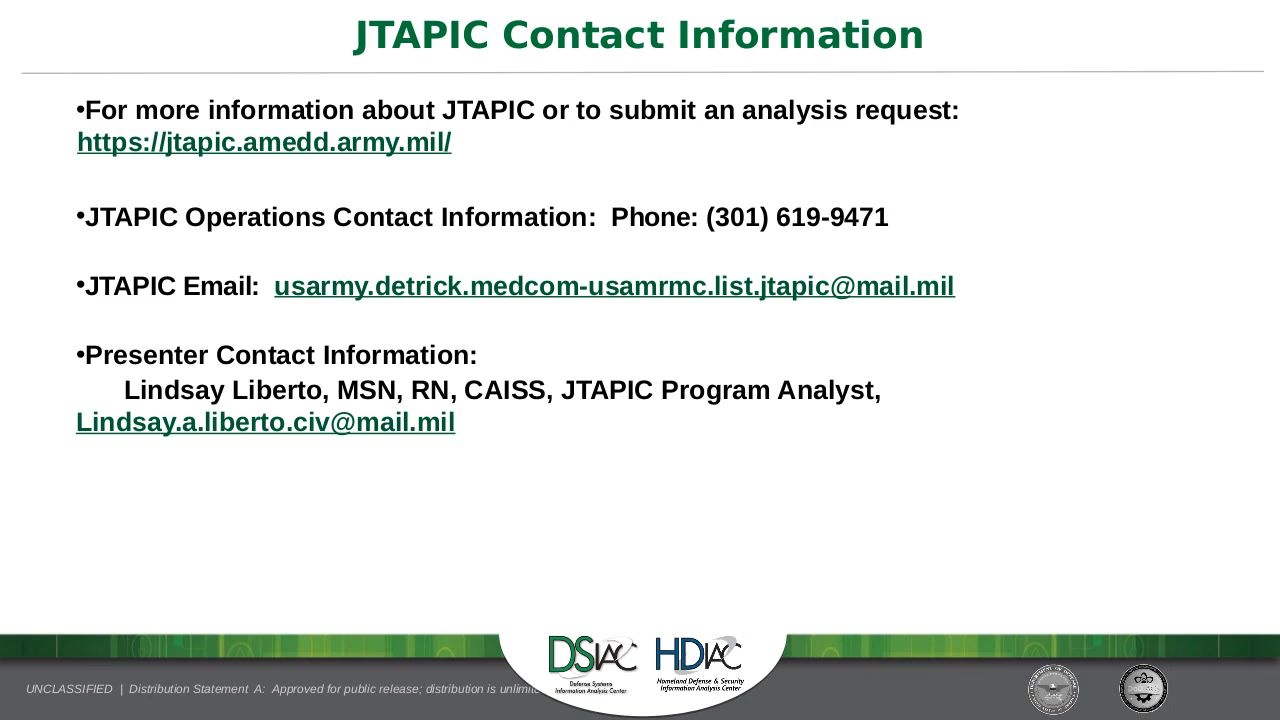 JTAPIC Contact Information
•For more information about JTAPIC or to submit an analysis request:
https://jtapic.amedd.army.mil/
•JTAPIC Operations Contact Information:  Phone: (301) 619-9471
•JTAPIC Email:  usarmy.detrick.medcom-usamrmc.list.jtapic@mail.mil
•Presenter Contact Information:
Lindsay Liberto, MSN, RN, CAISS, JTAPIC Program Analyst,
Lindsay.a.liberto.civ@mail.mil
DSIAC
Defense Systems
Information Analysis Center
HDIAC
Homeland Defense & Security
Information Analysis Center
UNCLASSIFIED  |  Distribution Statement  A:  Approved for public release; distribution is